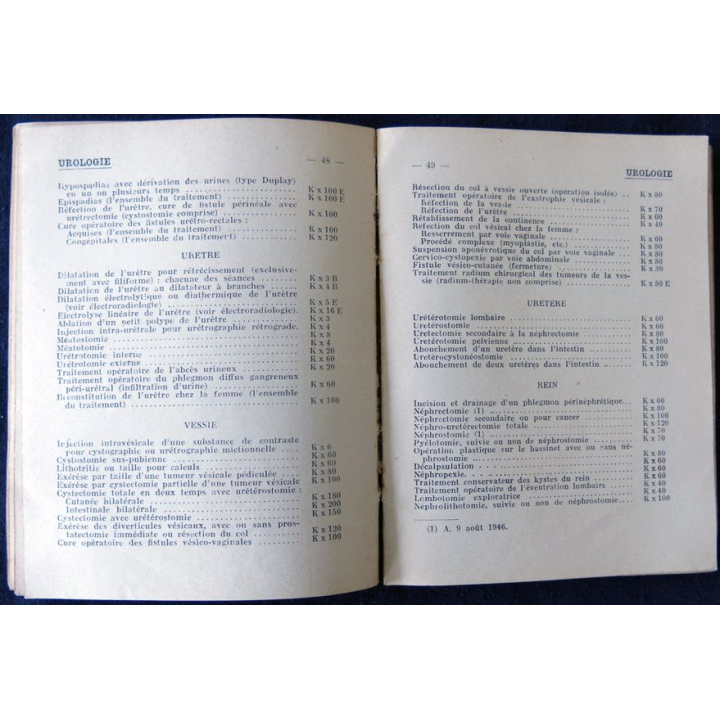 UROLOGIE — 48 —
Hypospadias avec dérivation des urines (type Duplay)
en un ou plusieurs temps ........ K x 100 E
Epispadias (l'ensemble du traitement) ........ K x 100 E
Réfection de l'urètre, cure de fistule périnéale avec
urétrectomie (cystostomie comprise) ........ K x 100
Cure opératoire des fistules urétro-rectales :
Acquises (l'ensemble du traitement) ........ K x 100
Congénitales (l'ensemble du traitement) ........ K x 120
URETRE
Dilatation de l'urètre pour rétrécissement (exclusive-
ment avec filiforme) : chacune des séances ........ K x 3 B
Dilatation de l'urètre au dilatateur à branches ........ K x 4 B
Dilatation électrolytique ou diathermique de l'urètre
(voir électroradiologie) ........ K x 5 E
Electrolyse linéaire de l'urètre (voir électroradiologie). K x 16 E
Ablation d'un petit polype de l'urètre ........ K x 3
Injection intra-urétrale pour urétrographie rétrograde. K x 4
Méatostomie ........ K x 8
Méatotomie ........ K x 4
Urétrotomie interne ........ K x 20
Urétrotomie externe ........ K x 60
Traitement opératoire de l'abcès urineux ........ K x 20
Traitement opératoire du phlegmon diffus gangreneux
péri-urétral (infiltration d'urine) ........ K x 60
Reconstitution de l'urètre chez la femme (l'ensemble
du traitement) ........ K x 100
VESSIE
Injection intravésicale d'une substance de contraste
pour cystographie ou urétrographie mictionnelle .... K x 6
Cystostomie sus-pubienne ........ K x 60
Lithotritie ou taille pour calculs ........ K x 60
Exérèse par taille d'une tumeur vésicale pédiculée .... K x 80
Exérèse par cystectomie partielle d'une tumeur vésicale K x 100
Cystectomie totale en deux temps avec urétérostomie :
Cutanée bilatérale ........ K x 180
Intestinale bilatérale ........ K x 200
Cystectomie avec urétérostomie ........ K x 150
Exérèse des diverticules vésicaux, avec ou sans pros-
tatectomie immédiate ou résection du col ........ K x 120
Cure opératoire des fistules vésico-vaginales ........ K x 100
— 49 — UROLOGIE
Résection du col à vessie ouverte (opération isolée) .. K x 80
Traitement opératoire de l'exstrophie vésicale :
Réfection de la vessie ........ K x 70
Réfection de l'urètre ........ K x 60
Rétablissement de la continence ........ K x 40
Refection du col vésical chez la femme :
Resserrement par voie vaginale ........ K x 60
Procédé complexe (myoplastie, etc.) ........ K x 80
Suspension aponévrotique du col par voie vaginale .. K x 80
Cervico-cystopexie par voie abdominale ........ K x 60
Fistule vésico-cutanée (fermeture) ........ K x 30
Traitement radium chirurgical des tumeurs de la ves-
sie (radium-thérapie non comprise) ........ K x 80 E
URETERE
Urétérotomie lombaire ........ K x 60
Urétérostomie ........ K x 60
Uretectomie secondaire à la néphrectomie ........ K x 80
Urétérotomie pelvienne ........ K x 100
Abouchement d'un uretère dans l'intestin ........ K x 80
Uretérocystonéostomie ........ K x 100
Abouchement de deux uretères dans l'intestin ........ K x 120
REIN
Incision et drainage d'un phlegmon périnéphrétique... K x 60
Néphrectomie (1) ........ K x 80
Néphrectomie secondaire ou pour cancer ........ K x 100
Néphro-uretérectomie totale ........ K x 120
Néphrostomie (1) ........ K x 70
Pyélotomie, suivie ou non de néphrostomie ........ K x 70
Opération plastique sur le bassinet avec ou sans né-
phrostomie ........ K x 80
Décapsulation ........ K x 60
Néphropexie. ........ K x 60
Traitement conservateur des kystes du rein ........ K x 60
Traitement opératoire de l'éventration lombaire ........ K x 40
Lombotomie exploratrice ........ K x 40
Néphrolithotomie, suivie ou non de néphrostomie .... K x 100
(1) A. 9 août 1946.